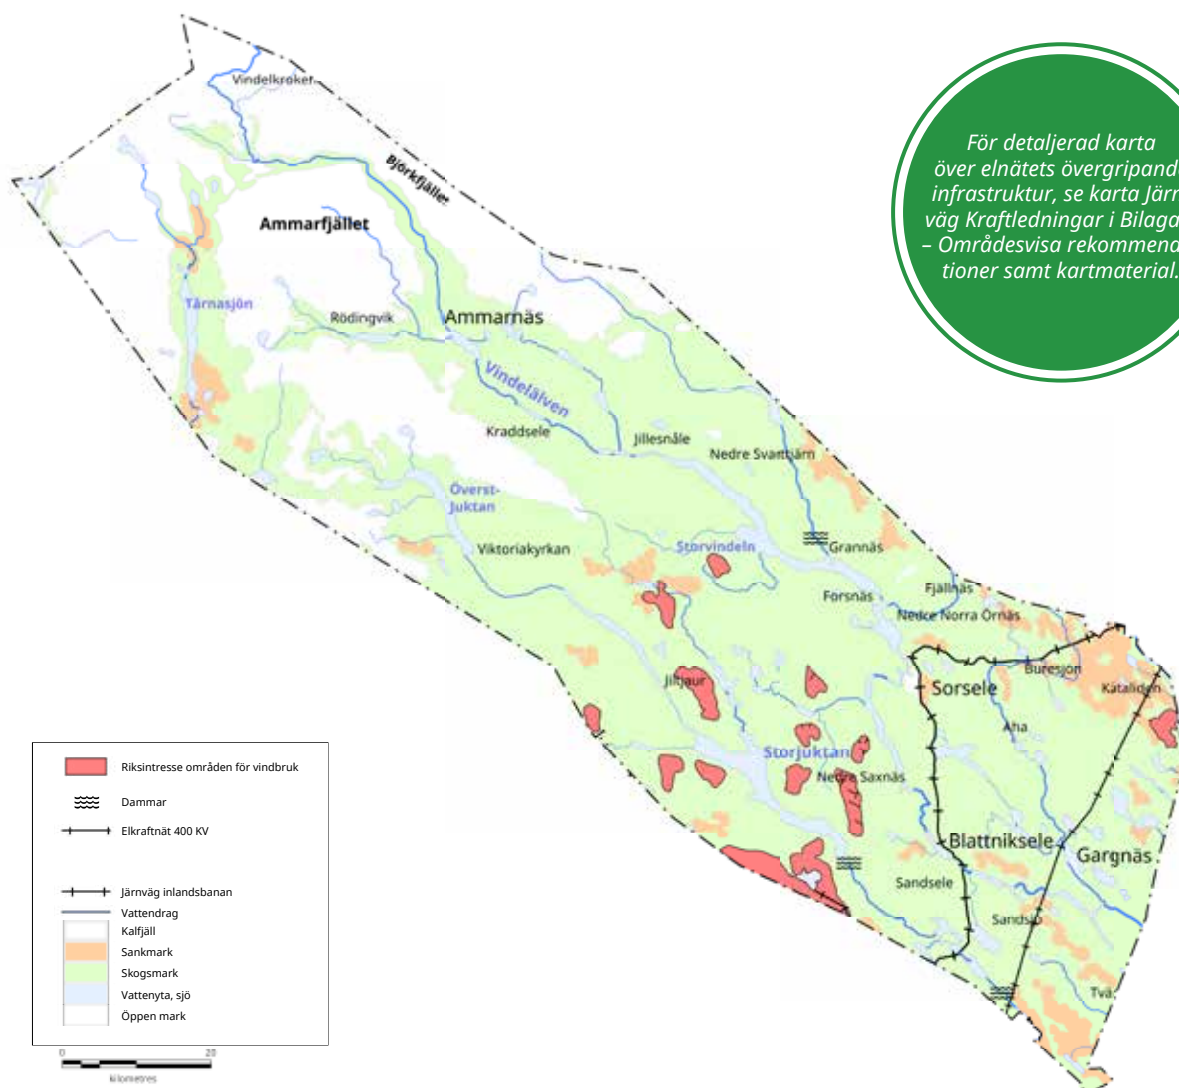 Vindelkroken
Björkfjället
Ammarfjället
Tärnasjön
Rödingvik
Ammarnäs
Vindelälven
Kraddsele
Jillesnåle
Nedre Svarttjärn
Överst-
Juktan
Viktoriakyrkan
Storvindeln
Grannäs
Forsnäs
Fjällnäs
Nedre Norra Örnäs
Buresjön
Sorsele
Kataliden
Jiltjaur
Aha
Storjuktan
Nedre Saxnäs
Blattniksele
Gargnäs
Sandsele
Sandsjö
Tvä
För detaljerad karta
över elnätets övergripand
infrastruktur, se karta Järn
väg Kraftledningar i Bilaga
– Områdesvisa rekommenda
tioner samt kartmaterial.
Riksintresse områden för vindbruk
Dammar
Elkraftnät 400 KV
Järnväg inlandsbanan
Vattendrag
Kalfjäll
Sankmark
Skogsmark
Vattenyta, sjö
Öppen mark
0 20
kilometres